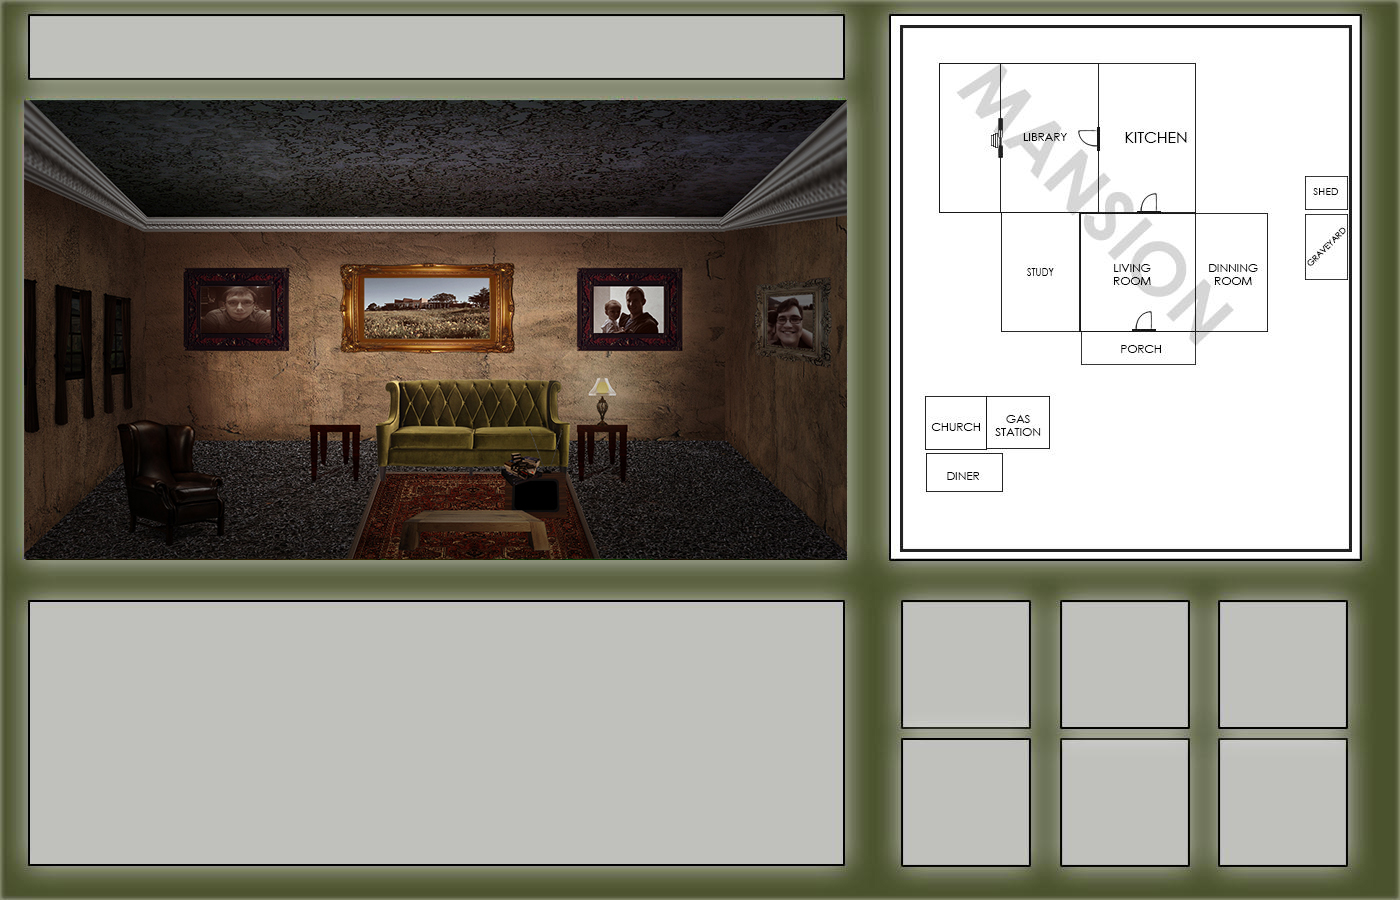 MANSION
LIBRARY
KITCHEN
SHED
GRAVEYARD
STUDY
LIVING
ROOM
DINNING
ROOM
PORCH
CHURCH
GAS
STATION
DINER